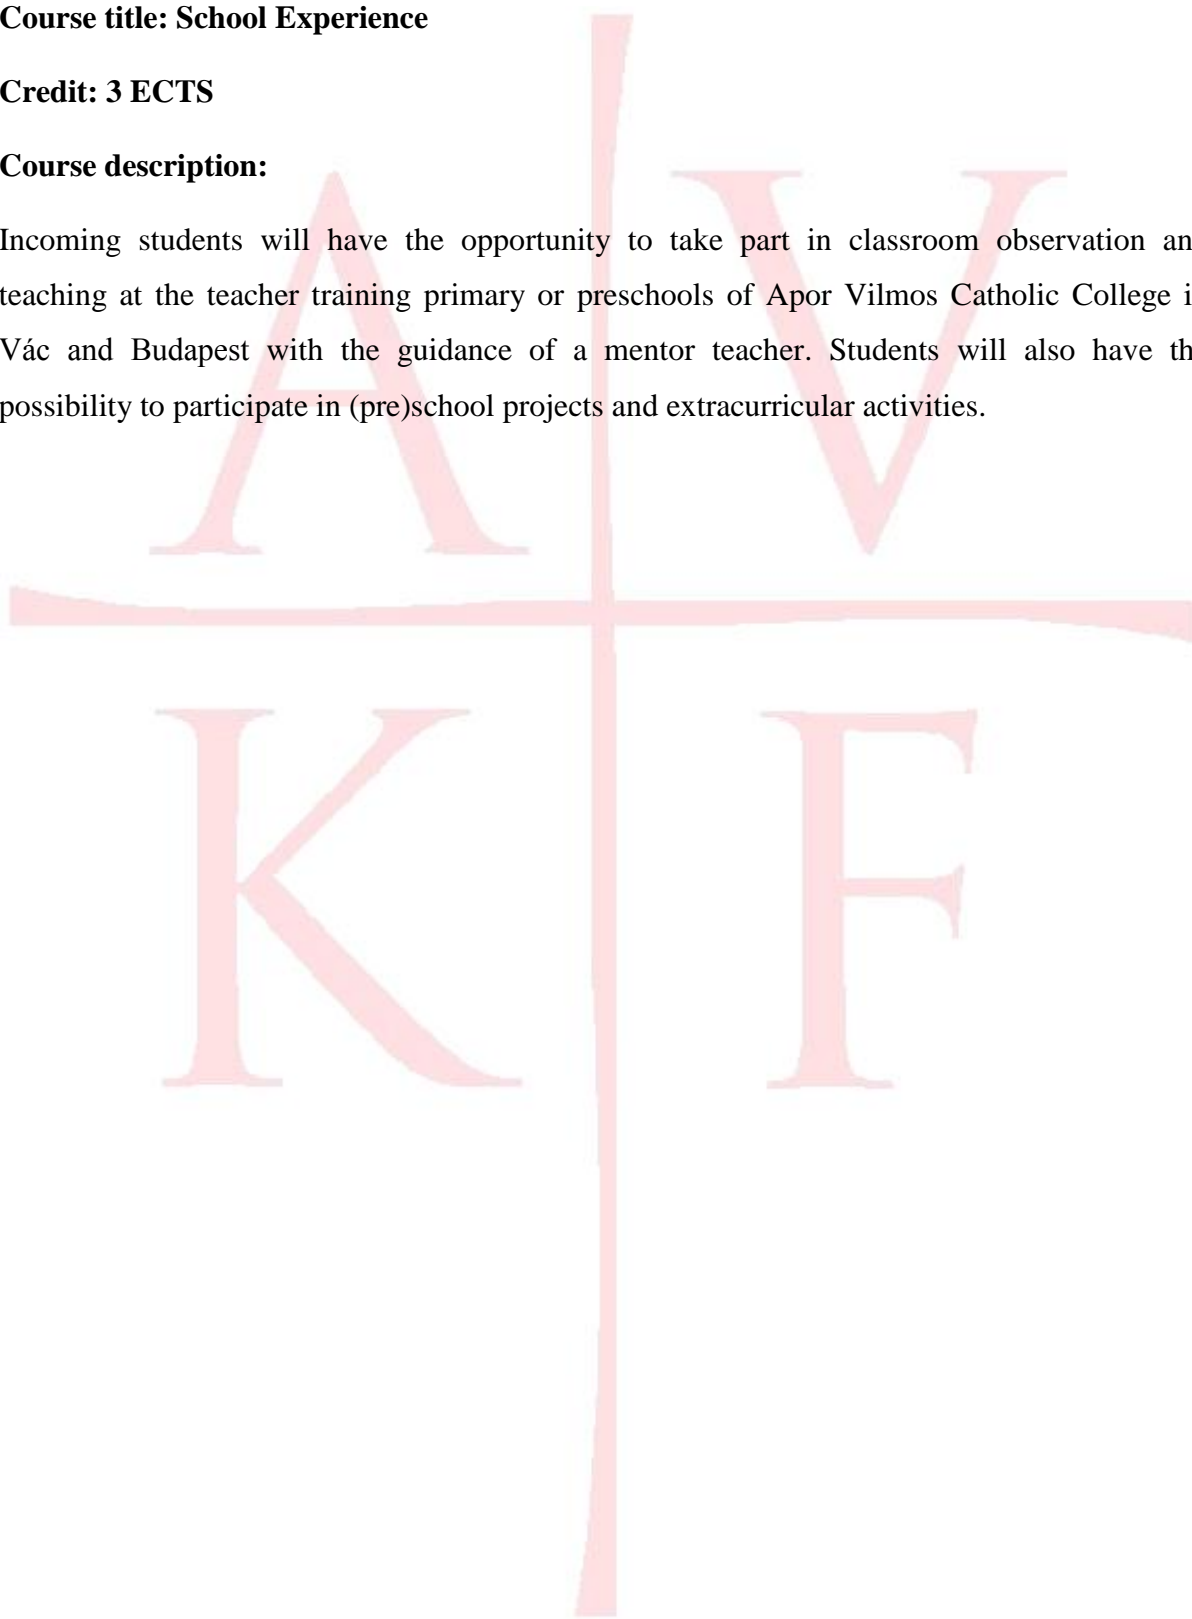 Course title: School Experience
Credit: 3 ECTS
Course description:
A V
Incoming students will have the opportunity to take part in classroom observation an
teaching at the teacher training primary or preschools of Apor Vilmos Catholic College i
Vác and Budapest with the guidance of a mentor teacher. Students will also have th
possibility to participate in (pre)school projects and extracurricular activities.
K F